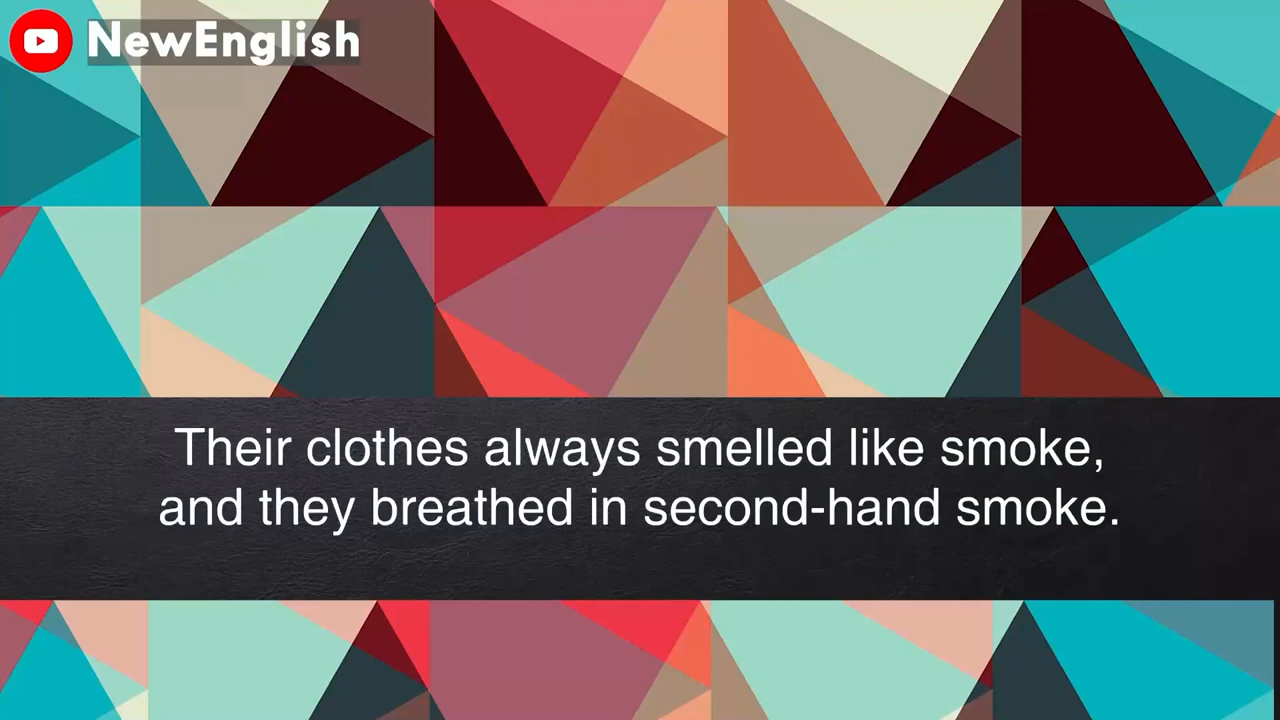 NewEnglish
Their clothes always smelled like smoke,
and they breathed in second-hand smoke.